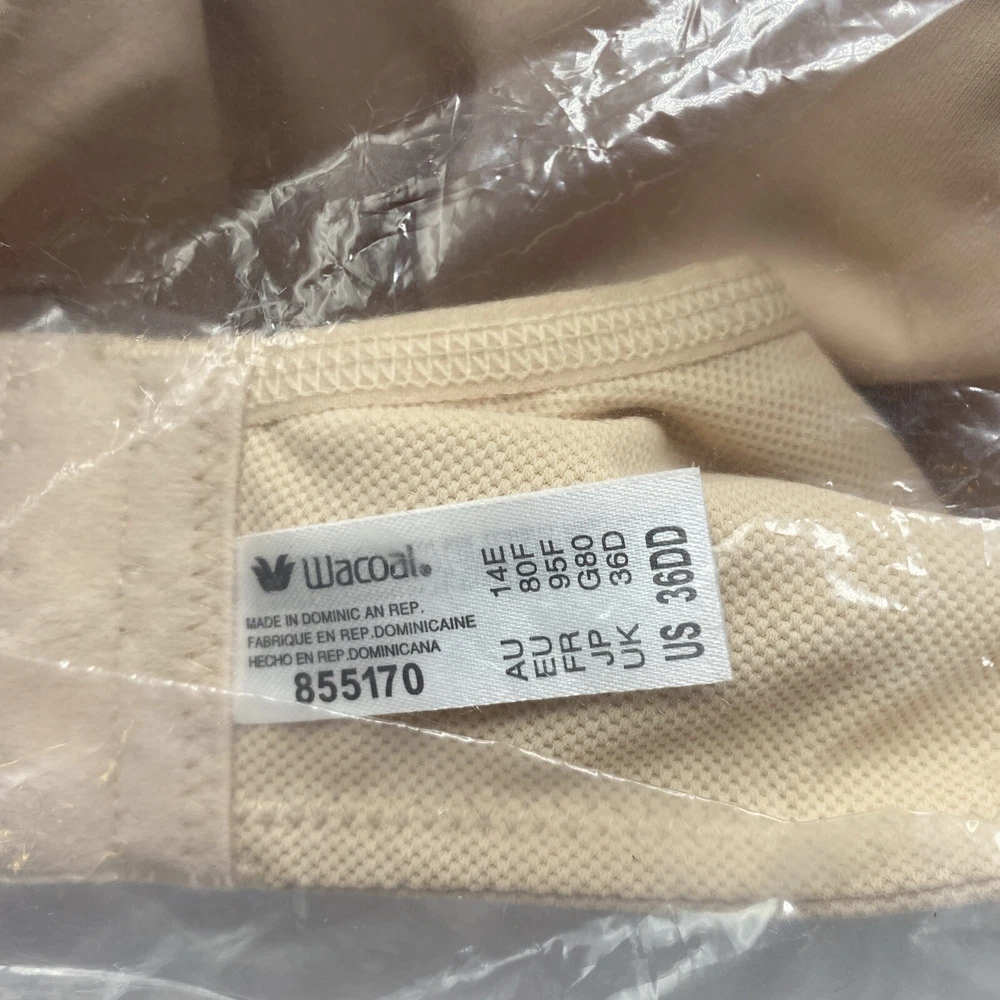 Wacoal®
MADE IN DOMINIC AN REP.
FABRIQUE EN REP.DOMINICAINE
HECHO EN REP.DOMINICANA
855170
AU 14E
EU 80F
FR 95F
JP G80
UK 36D
US 36DD